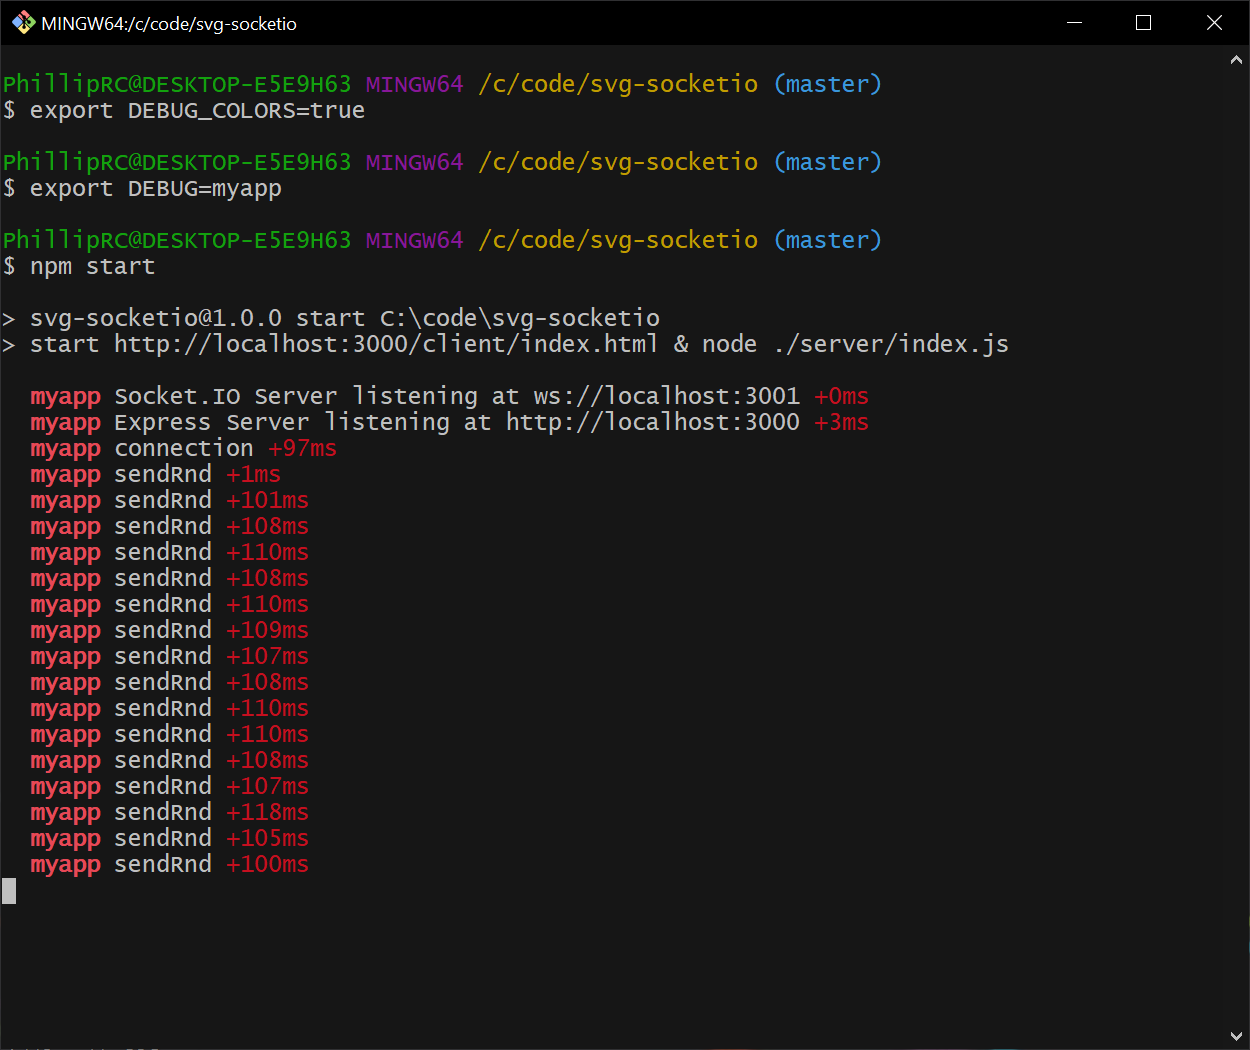 MINGW64:/c/code/svg-socketio
PhillipRC@DESKTOP-E5E9H63 MINGW64 /c/code/svg-socketio (master)
$ export DEBUG_COLORS=true
PhillipRC@DESKTOP-E5E9H63 MINGW64 /c/code/svg-socketio (master)
$ export DEBUG=myapp
PhillipRC@DESKTOP-E5E9H63 MINGW64 /c/code/svg-socketio (master)
$ npm start
> svg-socketio@1.0.0 start C:\code\svg-socketio
> start http://localhost:3000/client/index.html & node ./server/index.js
myapp Socket.IO Server listening at ws://localhost:3001 +0ms
myapp Express Server listening at http://localhost:3000 +3ms
myapp connection +97ms
myapp sendRnd +1ms
myapp sendRnd +101ms
myapp sendRnd +108ms
myapp sendRnd +110ms
myapp sendRnd +108ms
myapp sendRnd +110ms
myapp sendRnd +109ms
myapp sendRnd +107ms
myapp sendRnd +108ms
myapp sendRnd +110ms
myapp sendRnd +110ms
myapp sendRnd +108ms
myapp sendRnd +107ms
myapp sendRnd +118ms
myapp sendRnd +105ms
myapp sendRnd +100ms